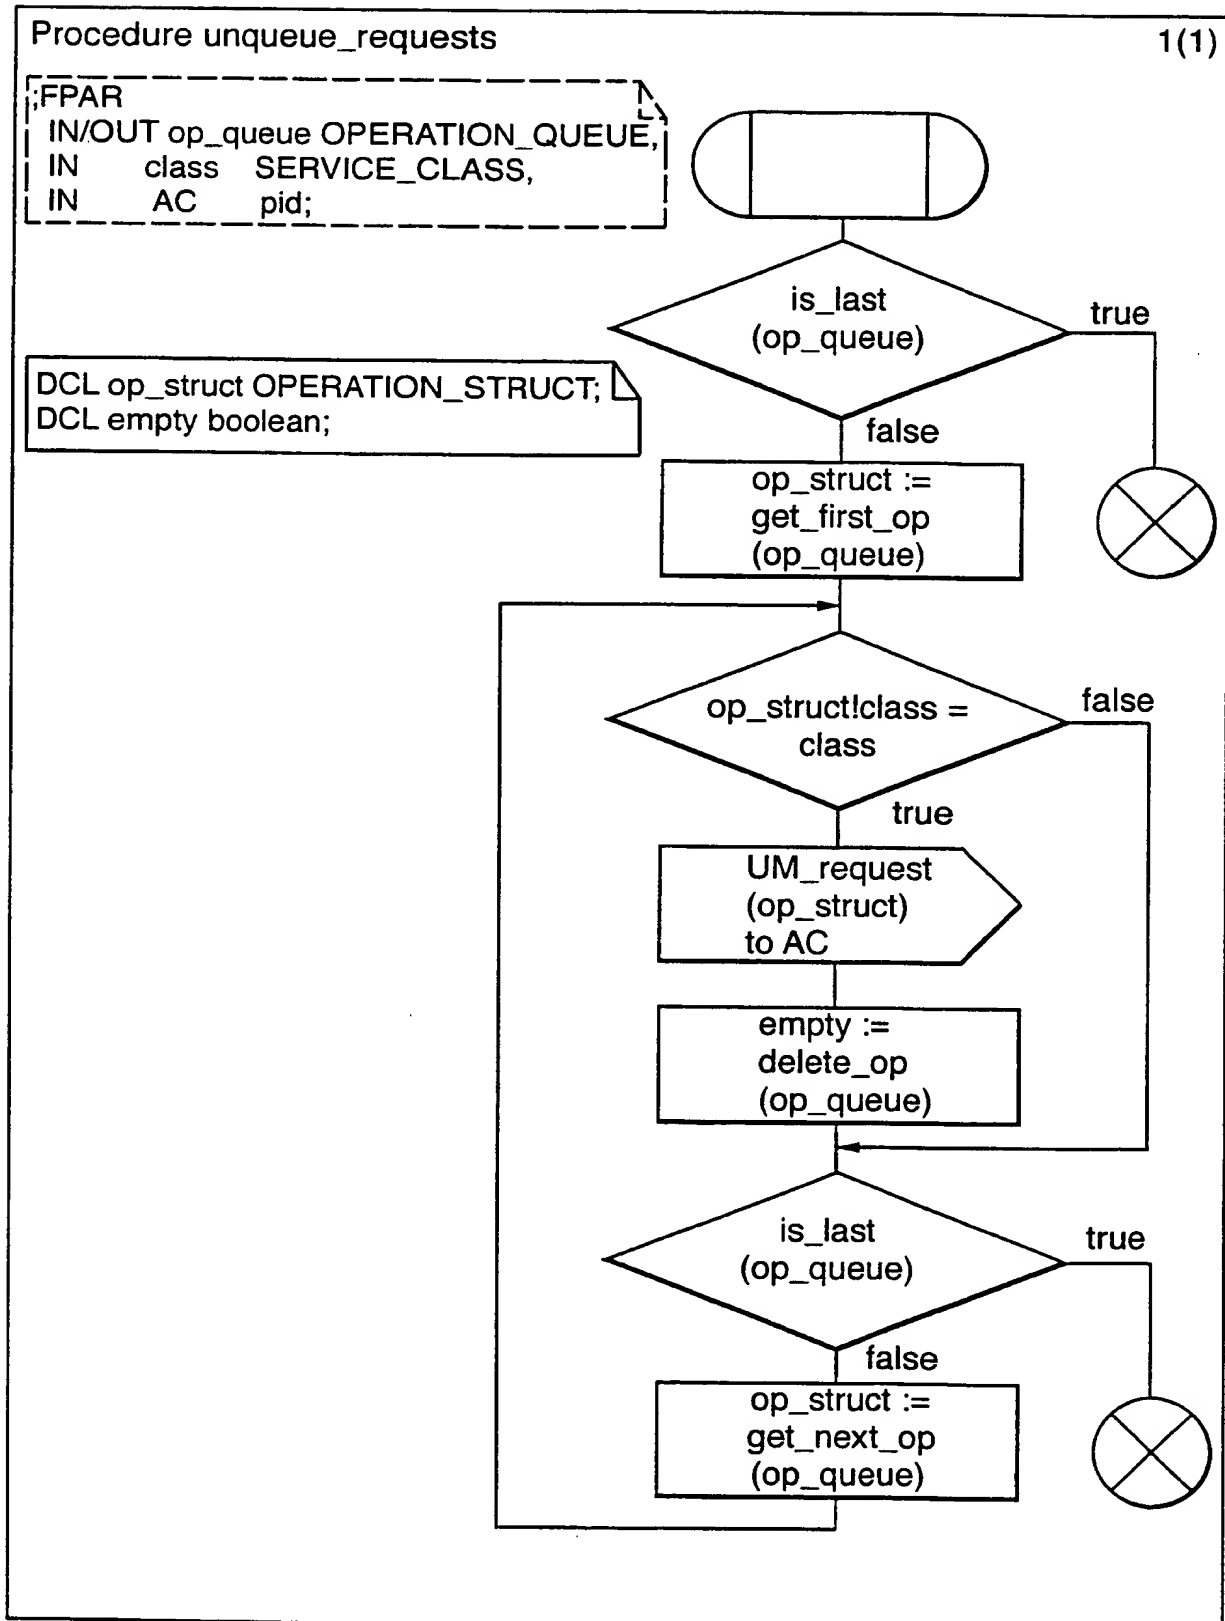 Procedure unqueue_requests
1(1)
;FPAR
IN/OUT op_queue OPERATION_QUEUE,
IN class SERVICE_CLASS,
IN AC pid;
is_last
(op_queue)
true
DCL op_struct OPERATION_STRUCT;
DCL empty boolean;
false
op_struct :=
get_first_op
(op_queue)
op_struct!class =
class
false
true
UM_request
(op_struct)
to AC
empty :=
delete_op
(op_queue)
is_last
(op_queue)
true
false
op_struct :=
get_next_op
(op_queue)